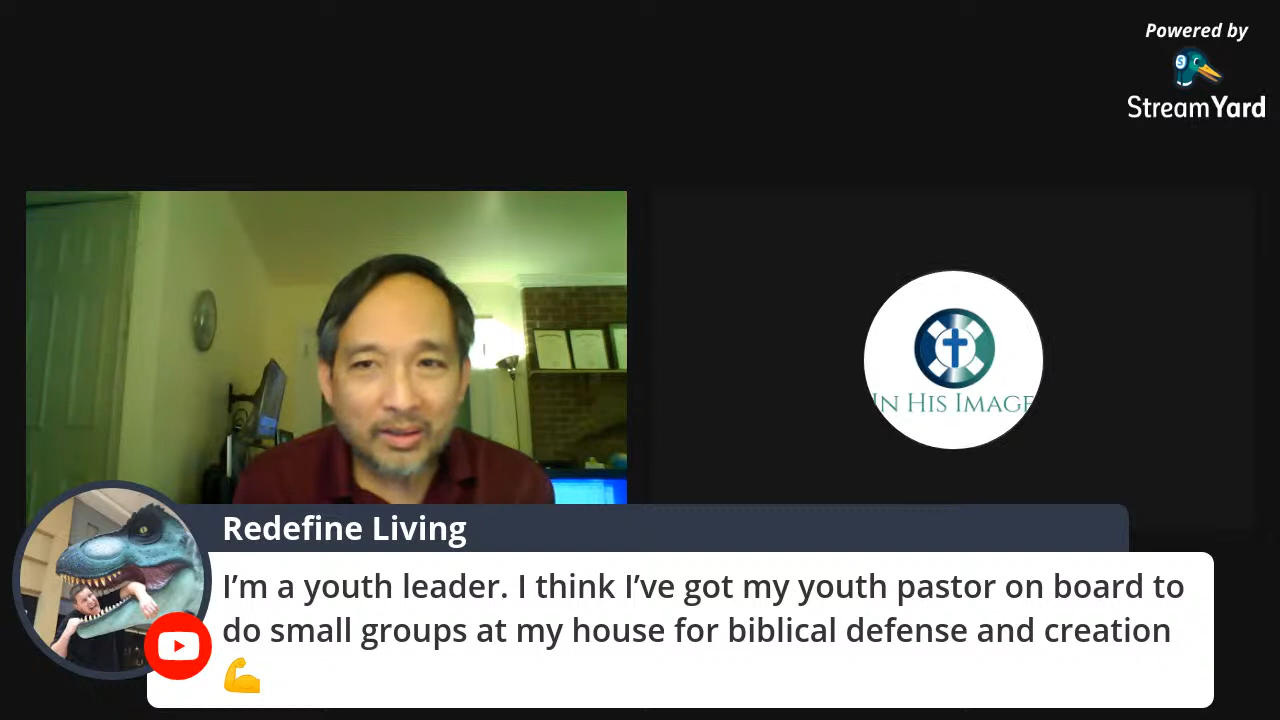 Powered by
StreamYard
IN HIS IMAGE
Redefine Living
I’m a youth leader. I think I’ve got my youth pastor on board to
do small groups at my house for biblical defense and creation
💪